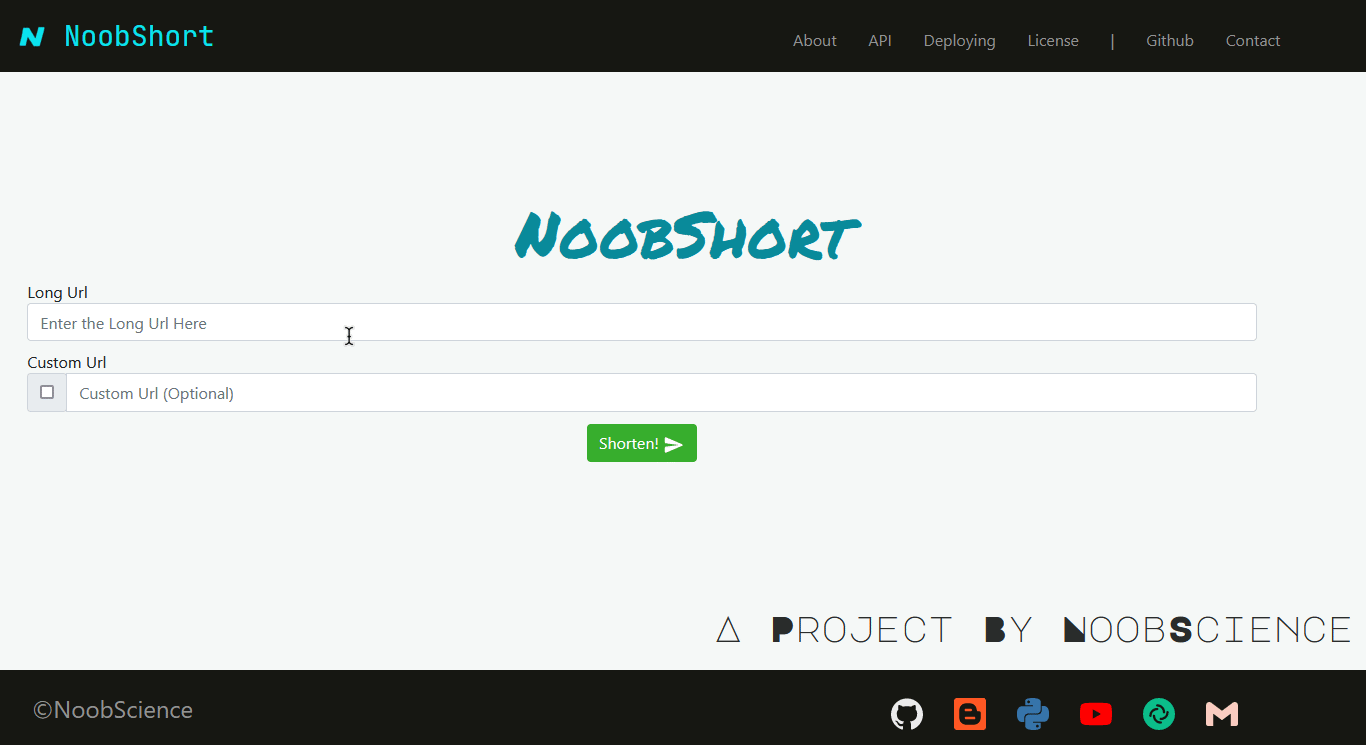 NoobShort
About API Deploying License | Github Contact
NoobShort
Long Url
Enter the Long Url Here
Custom Url
Custom Url (Optional)
Shorten!
A Project By NoobScience
©NoobScience